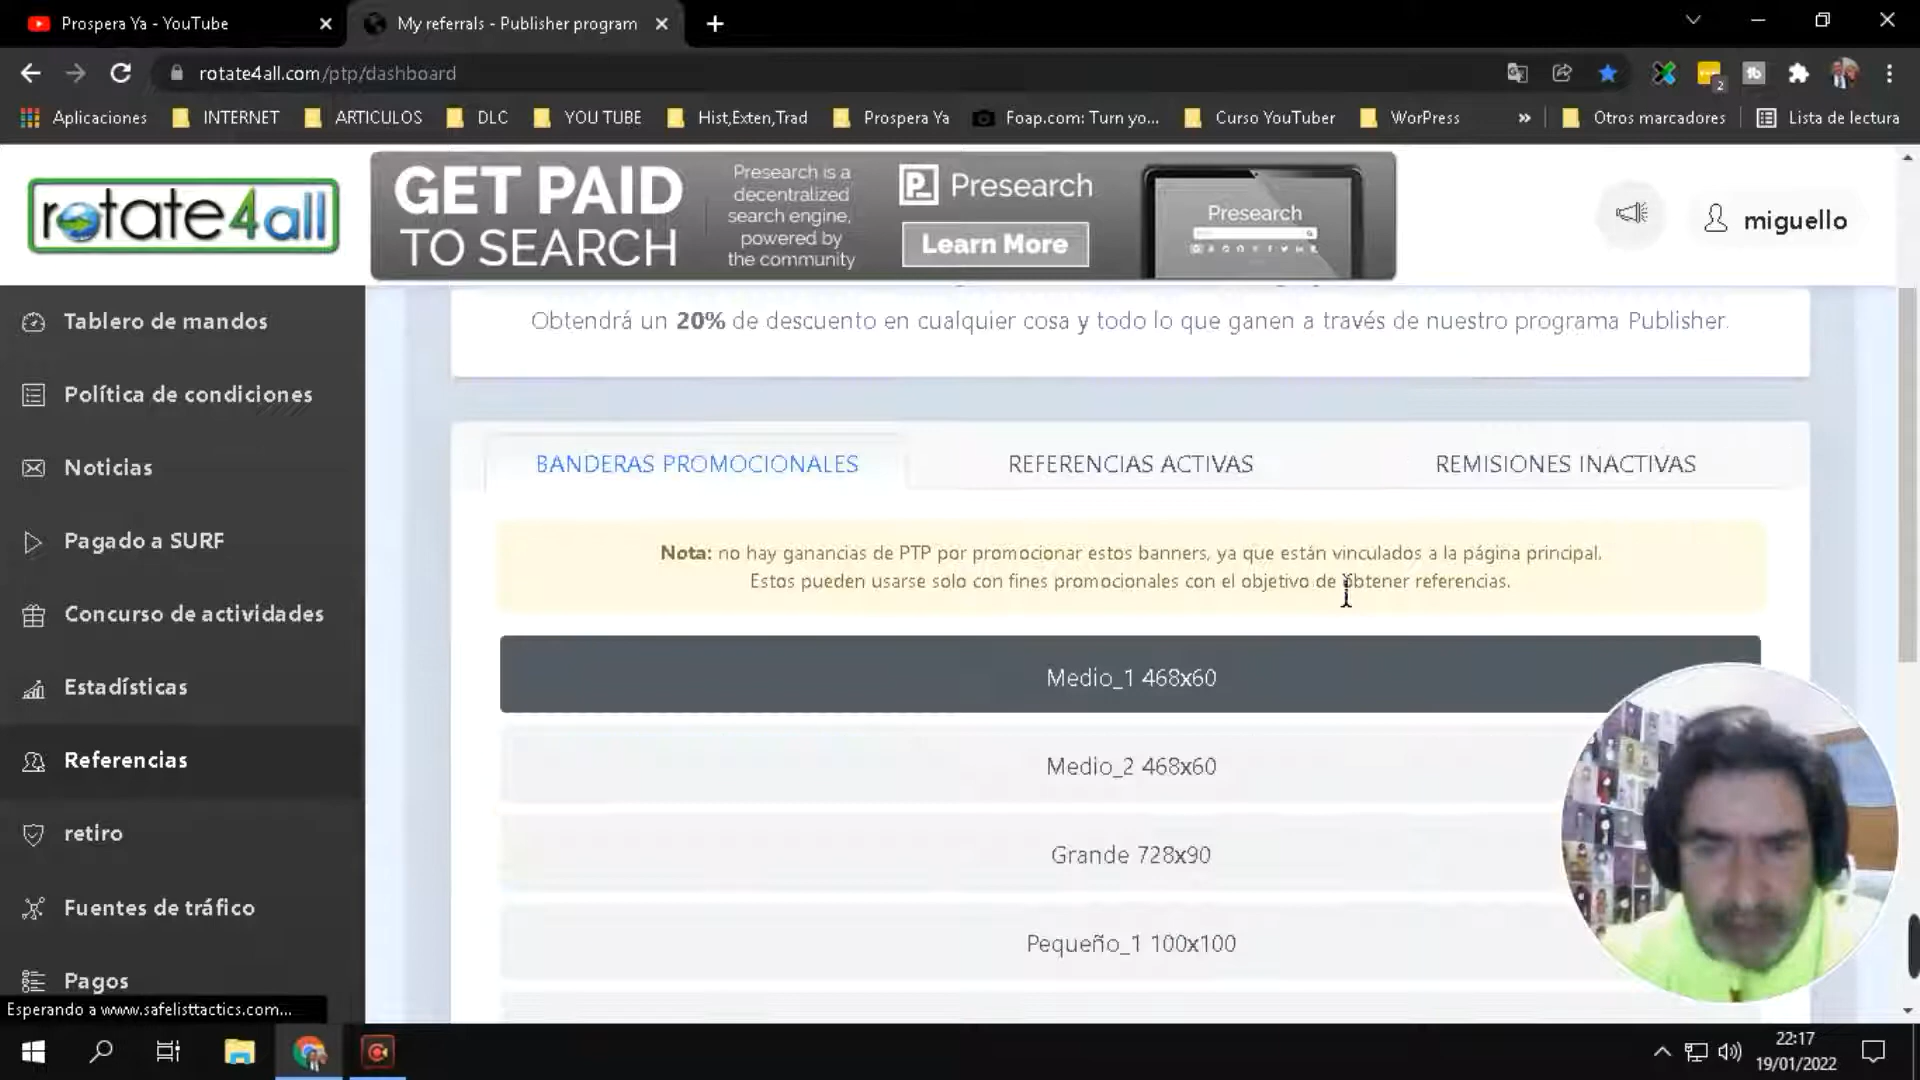 Prospera Ya - YouTube
My referrals - Publisher program
rotate4all.com/ptp/dashboard
2
Aplicaciones
INTERNET
ARTICULOS
DLC
YOU TUBE
Hist,Exten,Trad
Prospera Ya
Foap.com: Turn yo...
Curso YouTuber
WorPress
»
Otros marcadores
Lista de lectura
rotate4all
GET PAID
TO SEARCH
Presearch is a
decentralized
search engine,
powered by
the community
Presearch
Learn More
Presearch
miguello
Tablero de mandos
Política de condiciones
Noticias
Pagado a SURF
Concurso de actividades
Estadísticas
Referencias
retiro
Fuentes de tráfico
Pagos
Obtendrá un 20% de descuento en cualquier cosa y todo lo que ganen a través de nuestro programa Publisher.
BANDERAS PROMOCIONALES
REFERENCIAS ACTIVAS
REMISIONES INACTIVAS
Nota: no hay ganancias de PTP por promocionar estos banners, ya que están vinculados a la página principal.
Estos pueden usarse solo con fines promocionales con el objetivo de obtener referencias.
Medio_1 468x60
Medio_2 468x60
Grande 728x90
Pequeño_1 100x100
Esperando a www.safelisttactics.com...
22:17
19/01/2022